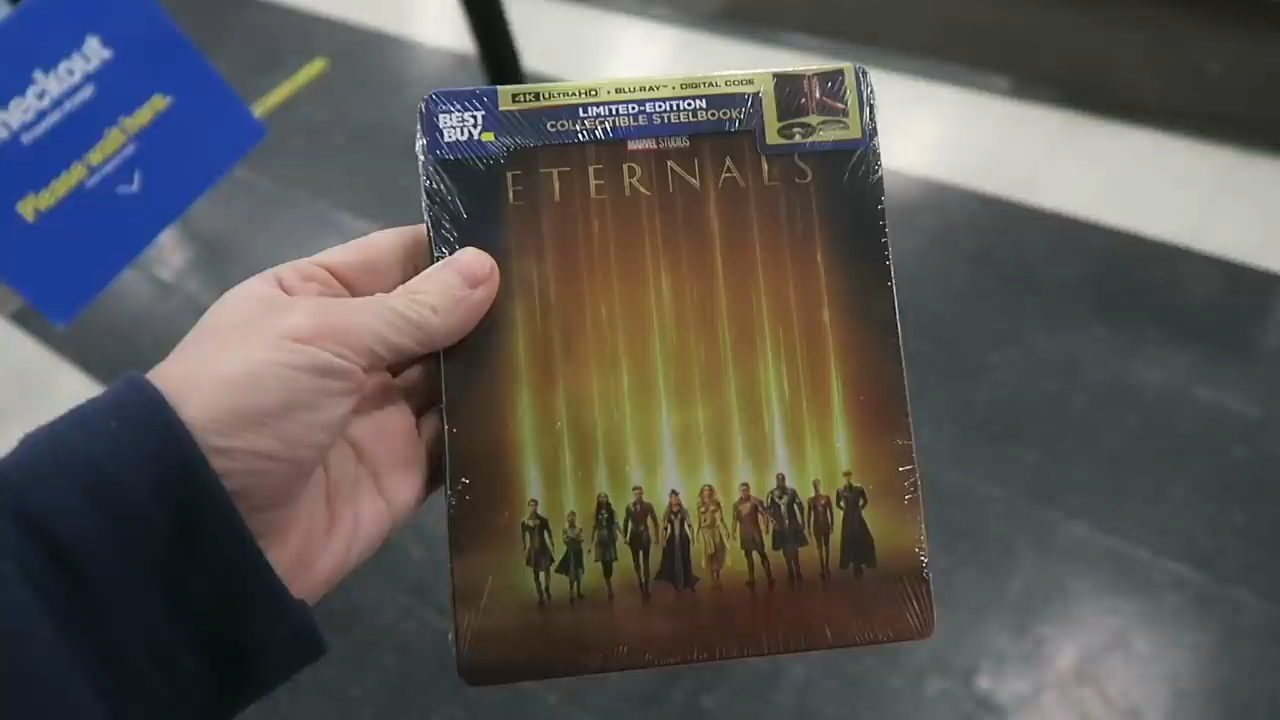 heckout
Please wait here.
4K ULTRA HD • BLU-RAY • DIGITAL CODE
BEST
BUY
LIMITED-EDITION
COLLECTIBLE STEELBOOK
MARVEL STUDIOS
ETERNALS